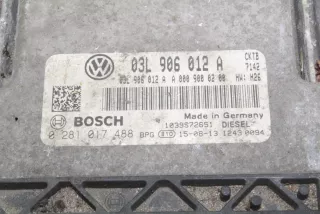 03L 906 012 A
CKTB
7142
03L 906 012 A A 000 900 02 00 HW: H26
Made in Germany
BOSCH
1039S72651 DIESEL
0 281 017 488 BPG 15-08-13 1243 0094